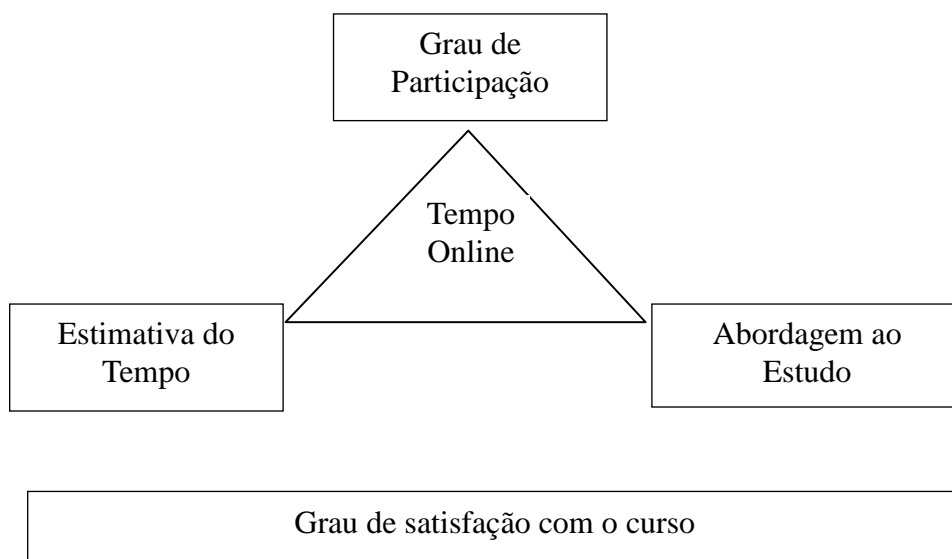 Grau de
Participação
Tempo
Online
Estimativa do
Tempo
Abordagem ao
Estudo
Grau de satisfação com o curso